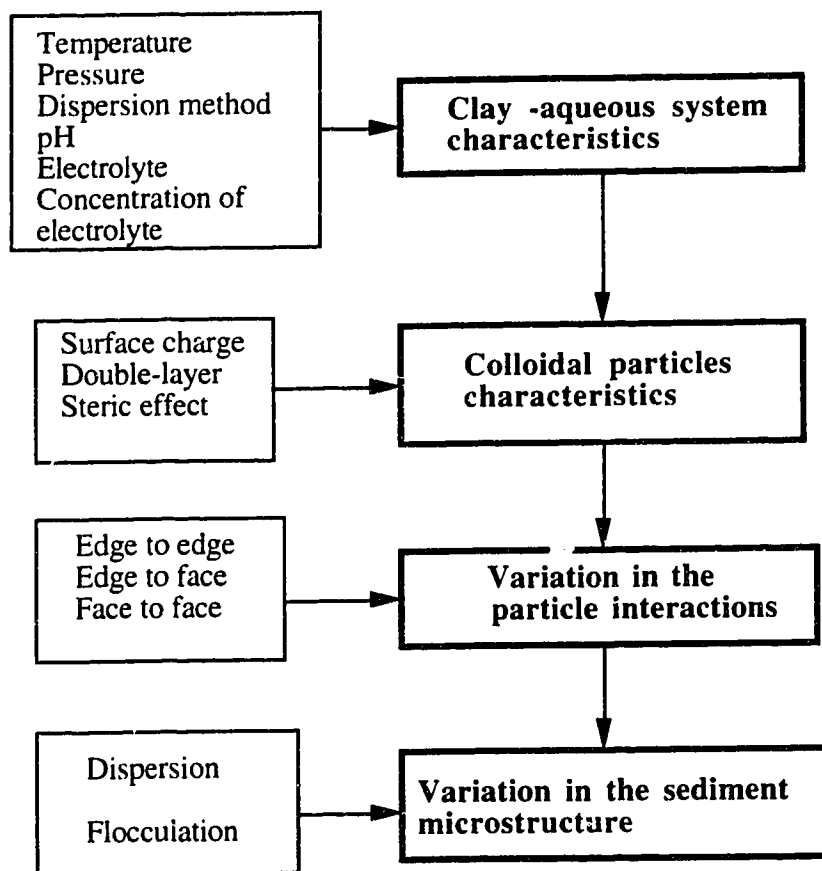 Temperature
Pressure
Dispersion method
pH
Electrolyte
Concentration of
electrolyte
Clay -aqueous system
characteristics
Surface charge
Double-layer
Steric effect
Colloidal particles
characteristics
Edge to edge
Edge to face
Face to face
Variation in the
particle interactions
Dispersion
Flocculation
Variation in the sediment
microstructure